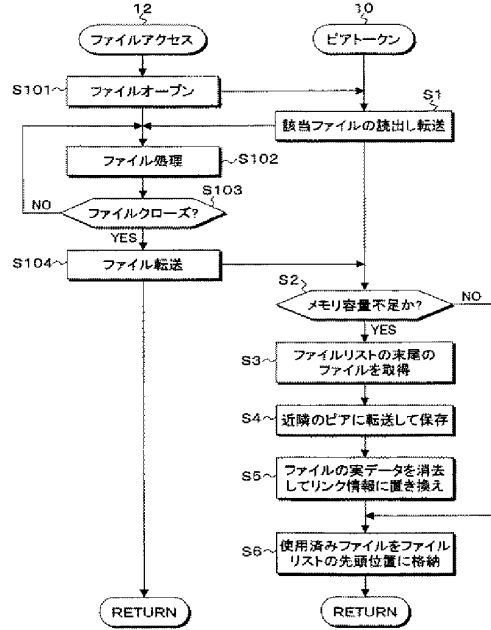 12
10
ファイルアクセス
ピアトークン
S101
ファイルオープン
S1
該当ファイルの読出し転送
ファイル処理
S102
S103
NO
ファイルクローズ?
YES
S104
ファイル転送
S2
メモリ容量不足か?
NO
YES
S3
ファイルリストの末尾の
ファイルを取得
S4
近隣のピアに転送して保存
S5
ファイルの実データを消去
してリンク情報に置き換え
S6
使用済みファイルをファイル
リストの先頭位置に格納
RETURN
RETURN